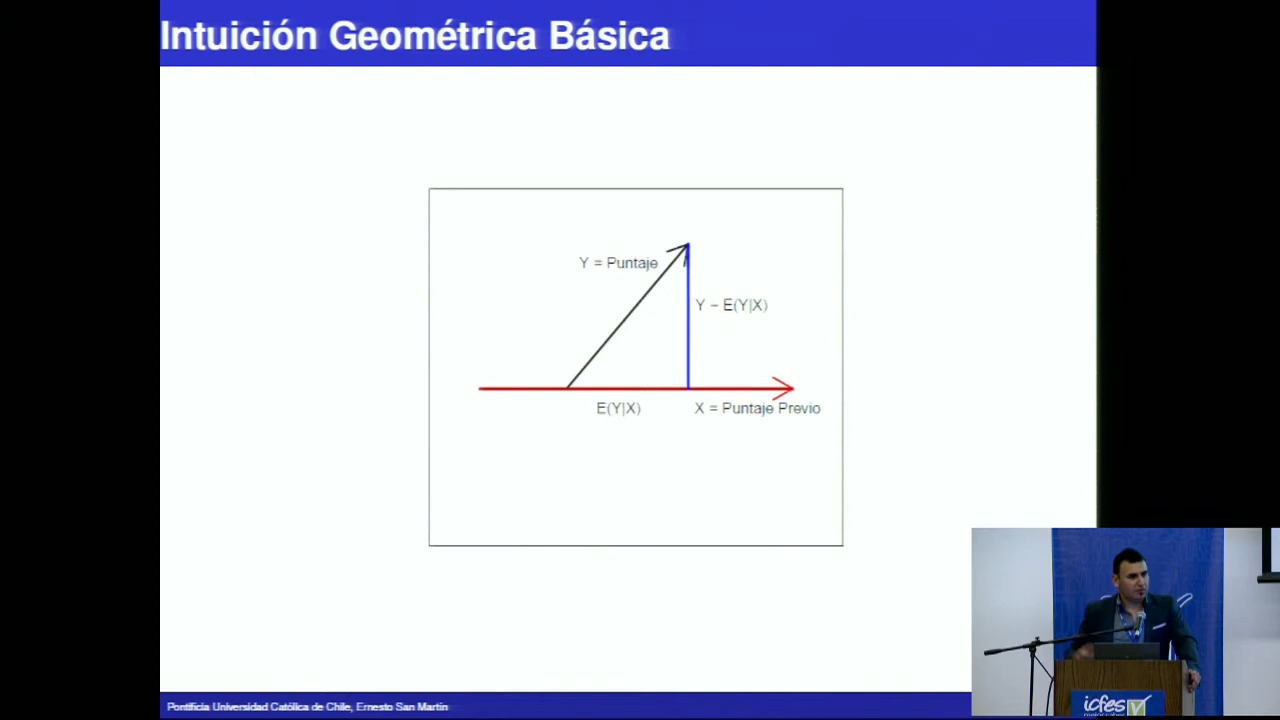 Intuición Geométrica Básica
Y = Puntaje
Y − E(Y|X)
E(Y|X)
X = Puntaje Previo
Pontificia Universidad Católica de Chile, Ernesto San Martín
icfes